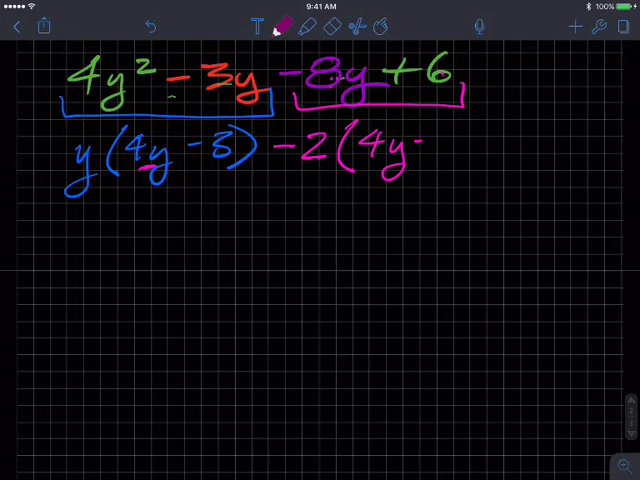 9:41 AM
100%
4y² - 3y - 8y + 6
y(4y - 3) - 2(4y -